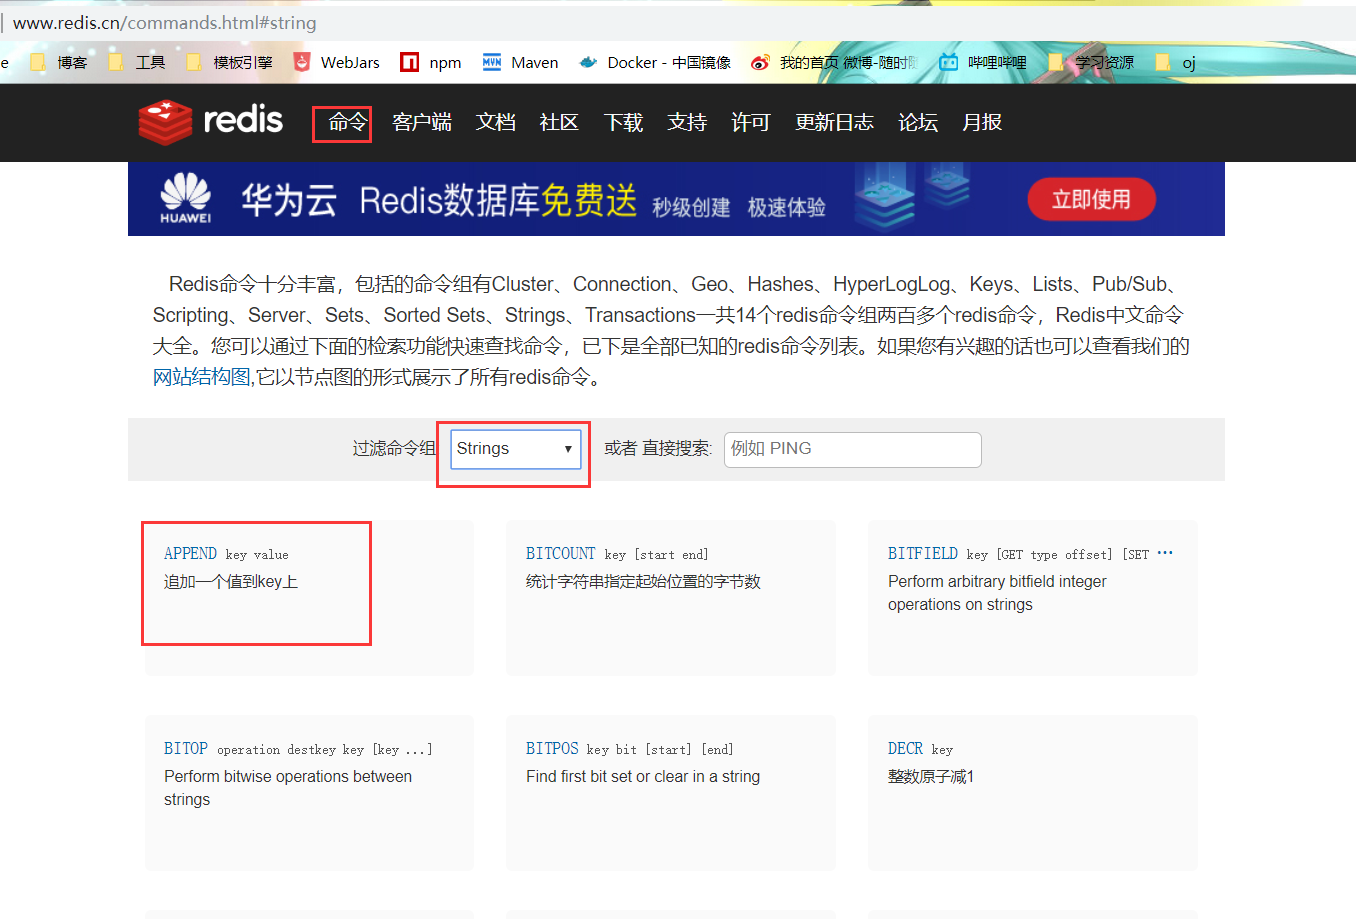 www.redis.cn/commands.html#string
e 博客 工具 模板引擎 WebJars npm MVN Maven Docker - 中国镜像 我的首页 微博-随时随 哔哩哔哩 学习资源 oj
redis 命令 客户端 文档 社区 下载 支持 许可 更新日志 论坛 月报
HUAWEI 华为云 Redis数据库免费送 秒级创建 极速体验 立即使用
Redis命令十分丰富，包括的命令组有Cluster、Connection、Geo、Hashes、HyperLogLog、Keys、Lists、Pub/Sub、
Scripting、Server、Sets、Sorted Sets、Strings、Transactions一共14个redis命令组两百多个redis命令，Redis中文命令
大全。您可以通过下面的检索功能快速查找命令，已下是全部已知的redis命令列表。如果您有兴趣的话也可以查看我们的
网站结构图,它以节点图的形式展示了所有redis命令。
过滤命令组 Strings 或者 直接搜索: 例如 PING
APPEND key value
追加一个值到key上
BITCOUNT key [start end]
统计字符串指定起始位置的字节数
BITFIELD key [GET type offset] [SET ...
Perform arbitrary bitfield integer
operations on strings
BITOP operation destkey key [key ...]
Perform bitwise operations between
strings
BITPOS key bit [start] [end]
Find first bit set or clear in a string
DECR key
整数原子减1